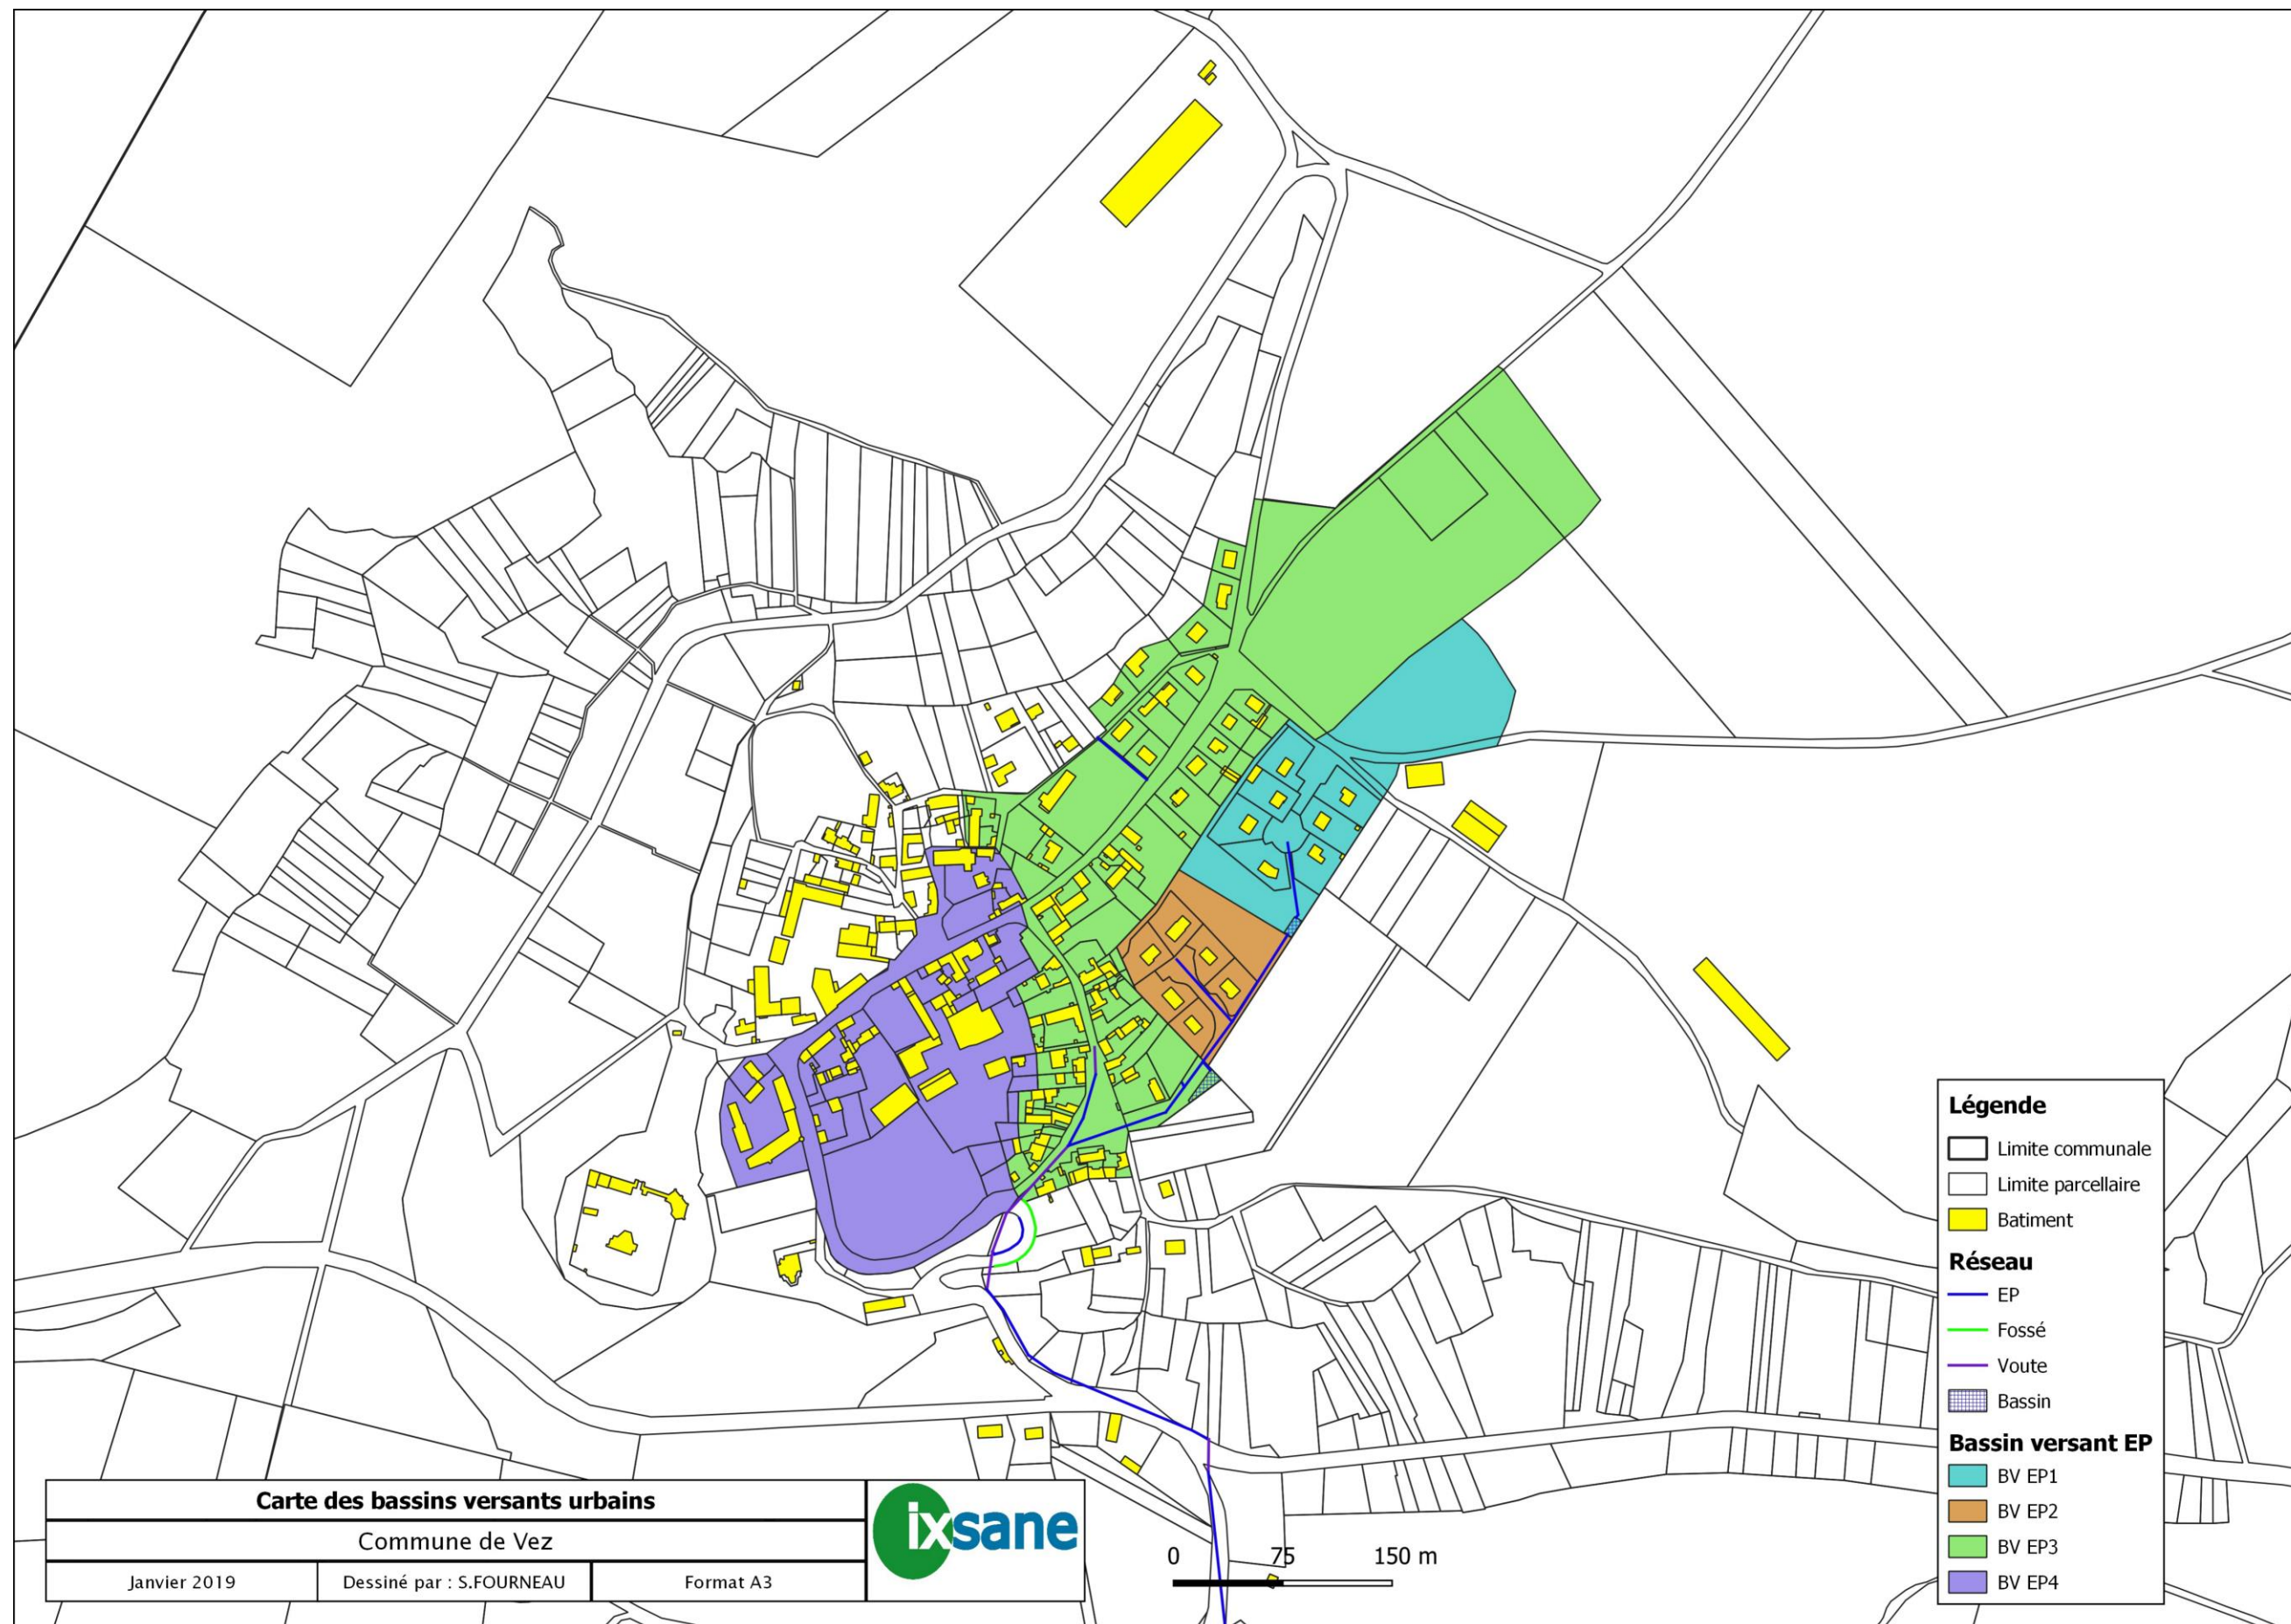 Légende
Limite communale
Limite parcellaire
Batiment
Réseau
EP
Fossé
Voute
Bassin
Bassin versant EP
BV EP1
BV EP2
BV EP3
BV EP4
Carte des bassins versants urbains
Commune de Vez
Janvier 2019
Dessiné par : S.FOURNEAU
Format A3
ixsane
0 75 150 m